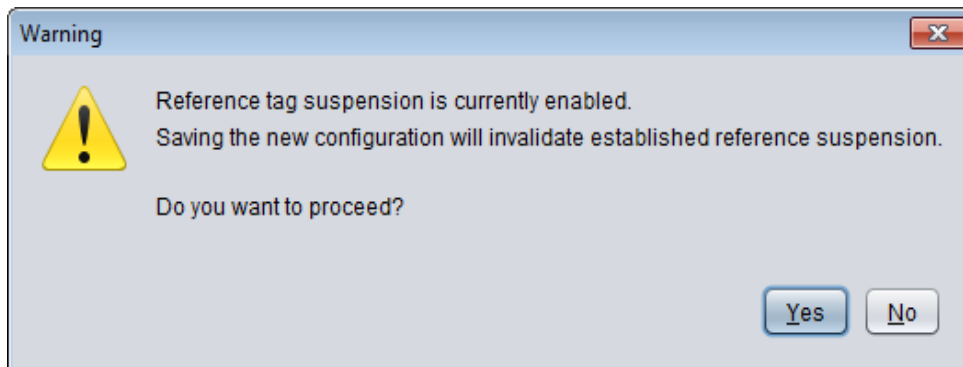 Warning
Reference tag suspension is currently enabled.
Saving the new configuration will invalidate established reference suspension.
Do you want to proceed?
Yes No